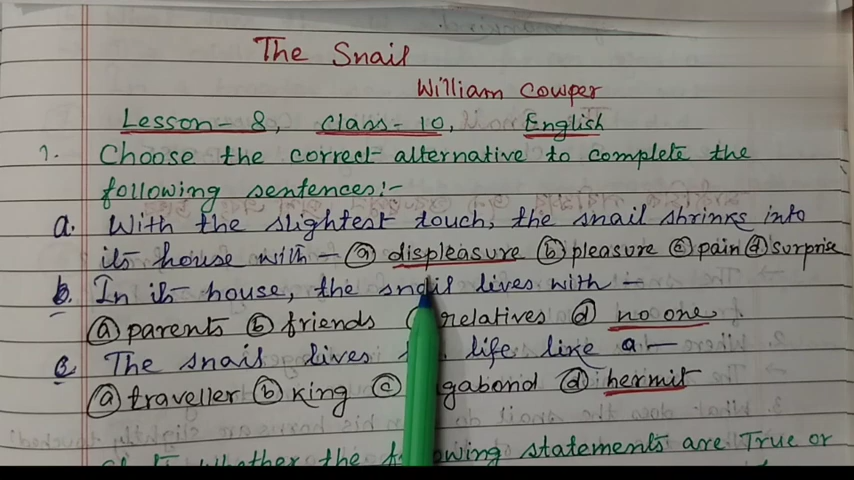 The Snail
William Cowper
Lesson - 8, Class - 10, English
1. Choose the correct alternative to complete the
following sentences:-
a. With the slightest touch, the snail shrinks into
its house with — (a) displeasure (b) pleasure (c) pain (d) surprise
b. In its house, the snail lives with —
(a) parents (b) friends relatives (d) no one.
c. The snail lives life like a —
(a) traveller (b) king (c) gabond (d) hermit
whether the following statements are True or